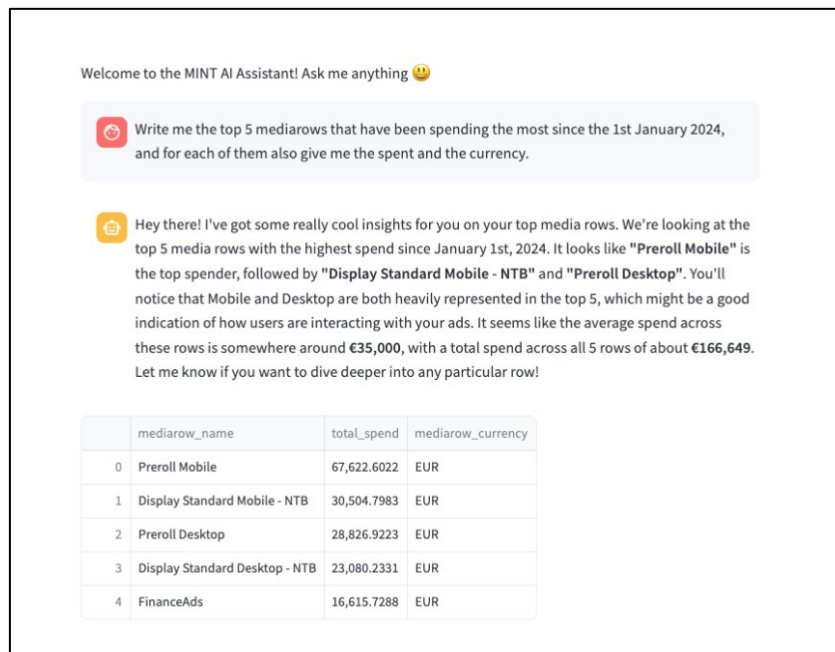 Welcome to the MINT AI Assistant! Ask me anything 😃
Write me the top 5 mediarows that have been spending the most since the 1st January 2024,
and for each of them also give me the spent and the currency.
Hey there! I've got some really cool insights for you on your top media rows. We're looking at the
top 5 media rows with the highest spend since January 1st, 2024. It looks like "Preroll Mobile" is
the top spender, followed by "Display Standard Mobile - NTB" and "Preroll Desktop". You'll
notice that Mobile and Desktop are both heavily represented in the top 5, which might be a good
indication of how users are interacting with your ads. It seems like the average spend across
these rows is somewhere around €35,000, with a total spend across all 5 rows of about €166,649.
Let me know if you want to dive deeper into any particular row!
mediarow_name total_spend mediarow_currency
0 Preroll Mobile 67,622.6022 EUR
1 Display Standard Mobile - NTB 30,504.7983 EUR
2 Preroll Desktop 28,826.9223 EUR
3 Display Standard Desktop - NTB 23,080.2331 EUR
4 FinanceAds 16,615.7288 EUR